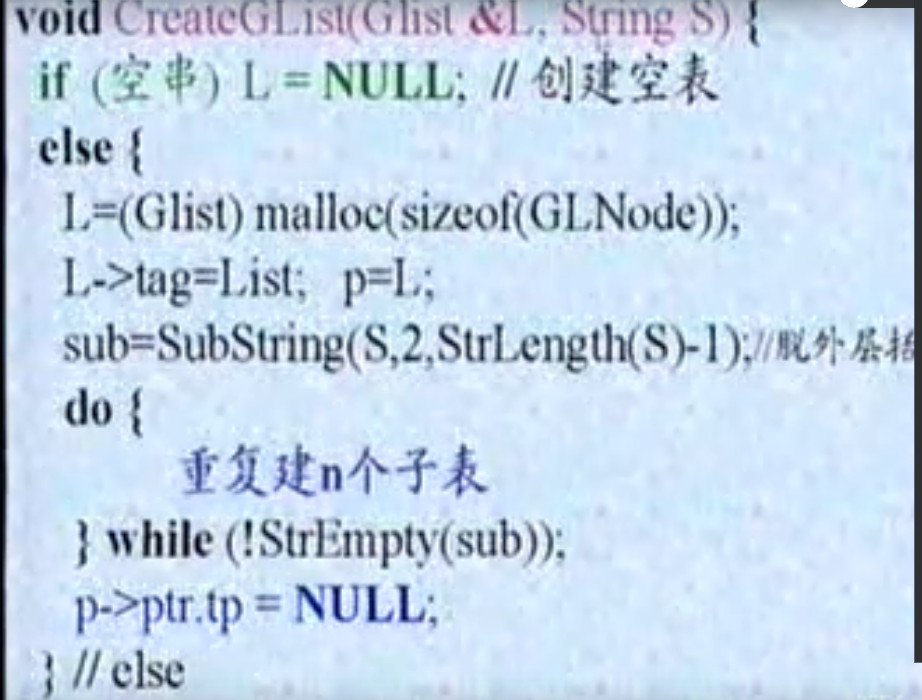 void CreateGList(Glist &L, String S) {
if (空串) L = NULL; // 创建空表
else {
L=(Glist) malloc(sizeof(GLNode));
L->tag=List; p=L;
sub=SubString(S,2,StrLength(S)-1);//脱外层括
do {
重复建n个子表
} while (!StrEmpty(sub));
p->ptr.tp = NULL;
} // else